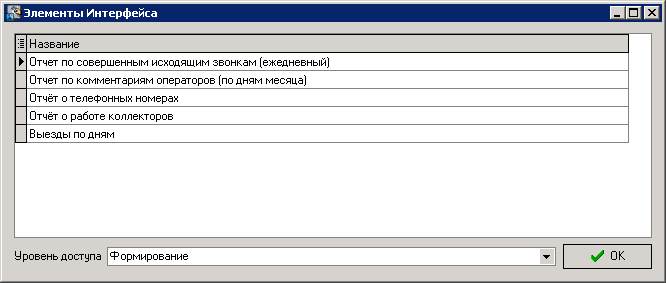 Элементы Интерфейса
Название
Отчет по совершенным исходящим звонкам (ежедневный)
Отчет по комментариям операторов (по дням месяца)
Отчёт о телефонных номерах
Отчёт о работе коллекторов
Выезды по дням
Уровень доступа Формирование OK